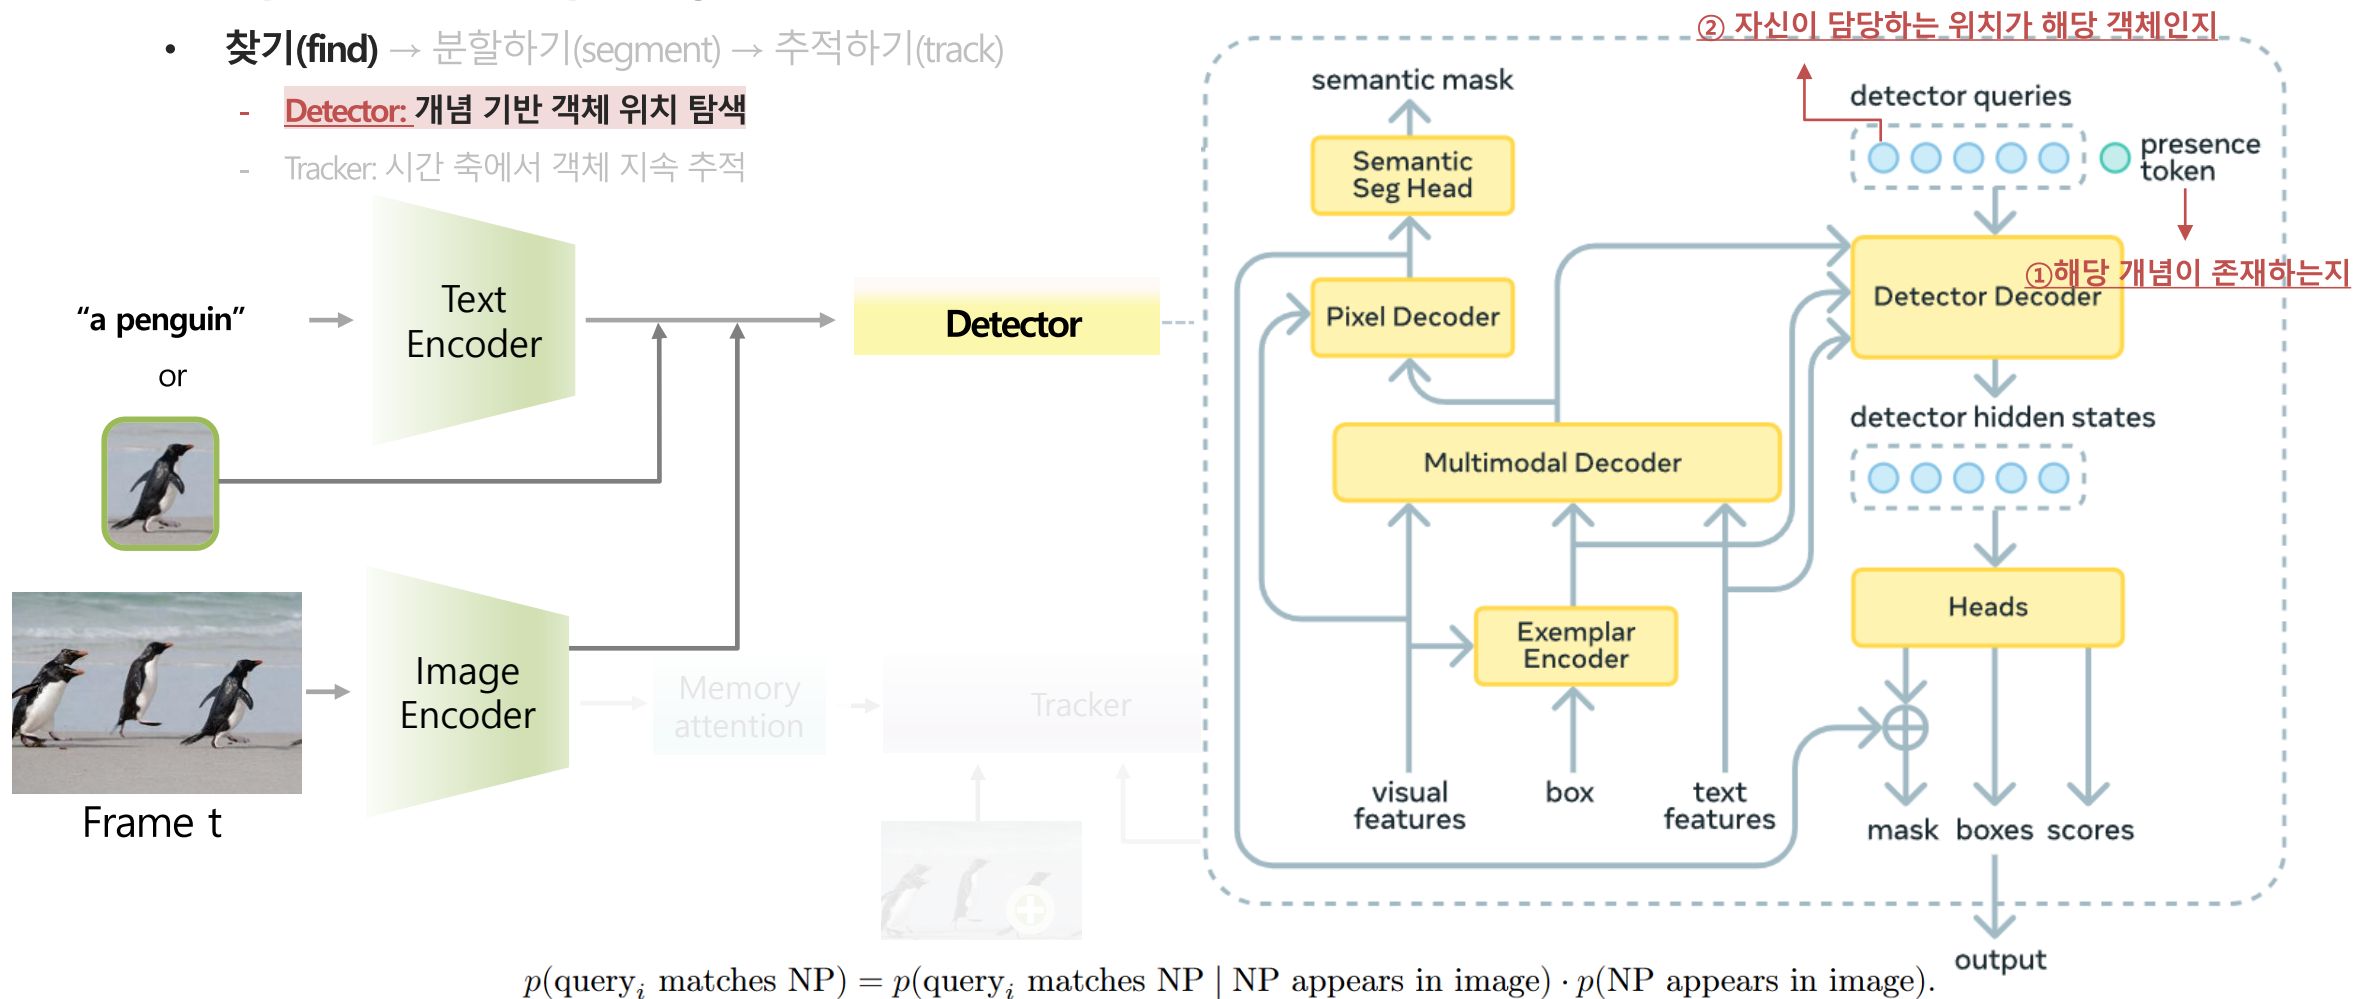 • 찾기(find) → 분할하기(segment) → 추적하기(track)
- Detector: 개념 기반 객체 위치 탐색
- Tracker: 시간 축에서 객체 지속 추적
“a penguin”
or
Text
Encoder
Detector
Frame t
Image
Encoder
Memory
attention
Tracker
② 자신이 담당하는 위치가 해당 객체인지
semantic mask
Semantic
Seg Head
Pixel Decoder
Multimodal Decoder
Exemplar
Encoder
visual
features
box
text
features
detector queries
presence
token
①해당 개념이 존재하는지
Detector Decoder
detector hidden states
Heads
mask boxes scores
output
p(query_i matches NP) = p(query_i matches NP | NP appears in image) · p(NP appears in image).